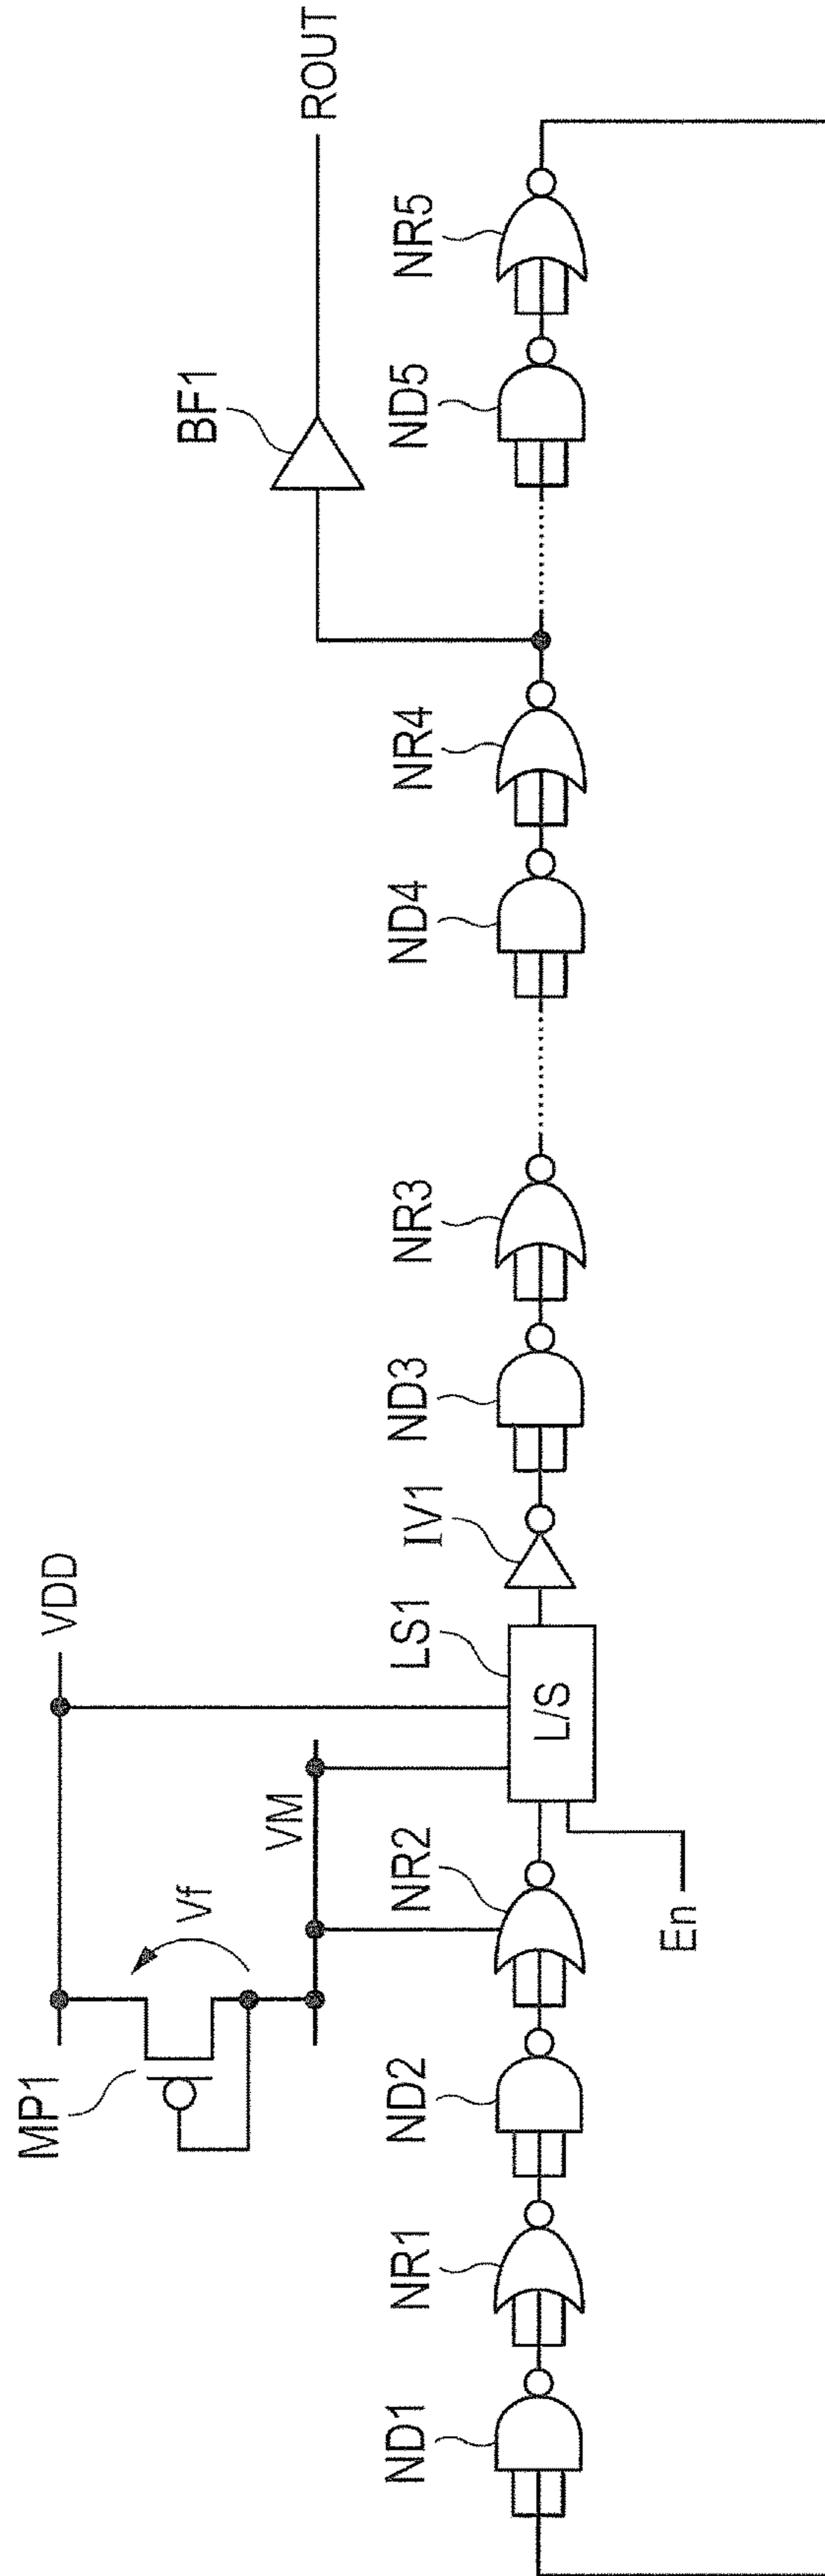 VDD
MP1
Vf
VM
BF1
ROUT
ND1
NR1
ND2
NR2
LS1
IV1
ND3
NR3
ND4
NR4
ND5
NR5
L/S
En